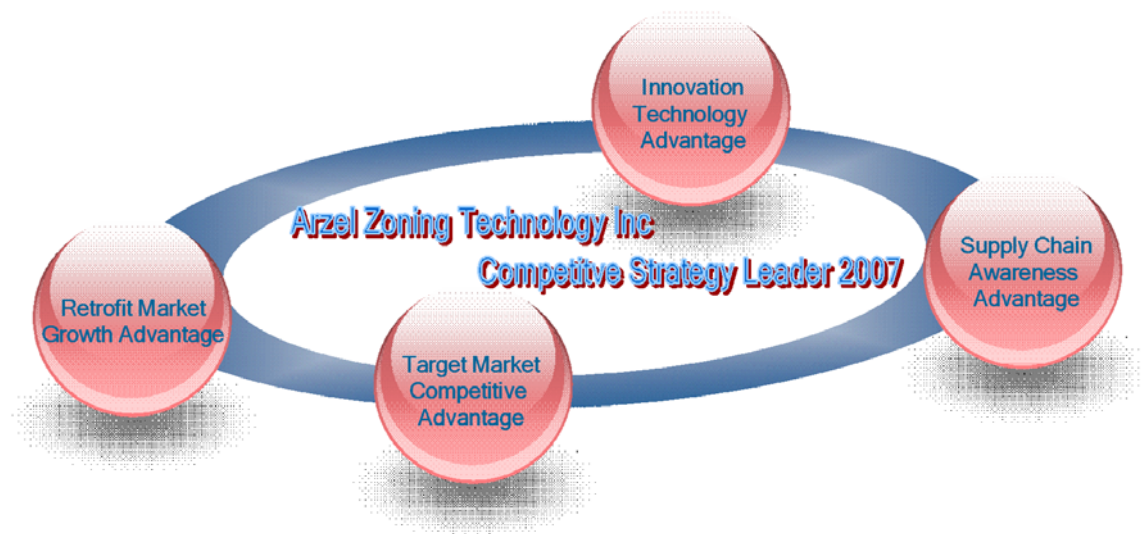 Innovation
Technology
Advantage
Arzel Zoning Technology Inc
Competitive Strategy Leader 2007
Supply Chain
Awareness
Advantage
Retrofit Market
Growth Advantage
Target Market
Competitive
Advantage